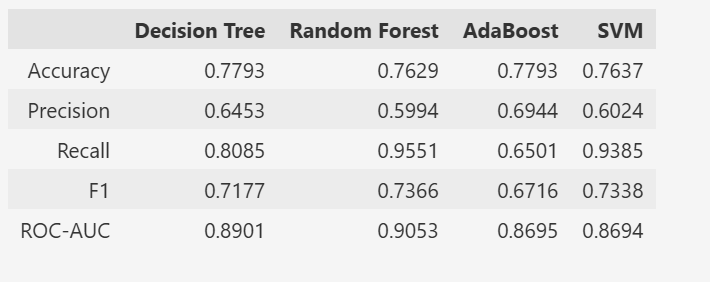 Decision Tree Random Forest AdaBoost SVM
Accuracy 0.7793 0.7629 0.7793 0.7637
Precision 0.6453 0.5994 0.6944 0.6024
Recall 0.8085 0.9551 0.6501 0.9385
F1 0.7177 0.7366 0.6716 0.7338
ROC-AUC 0.8901 0.9053 0.8695 0.8694